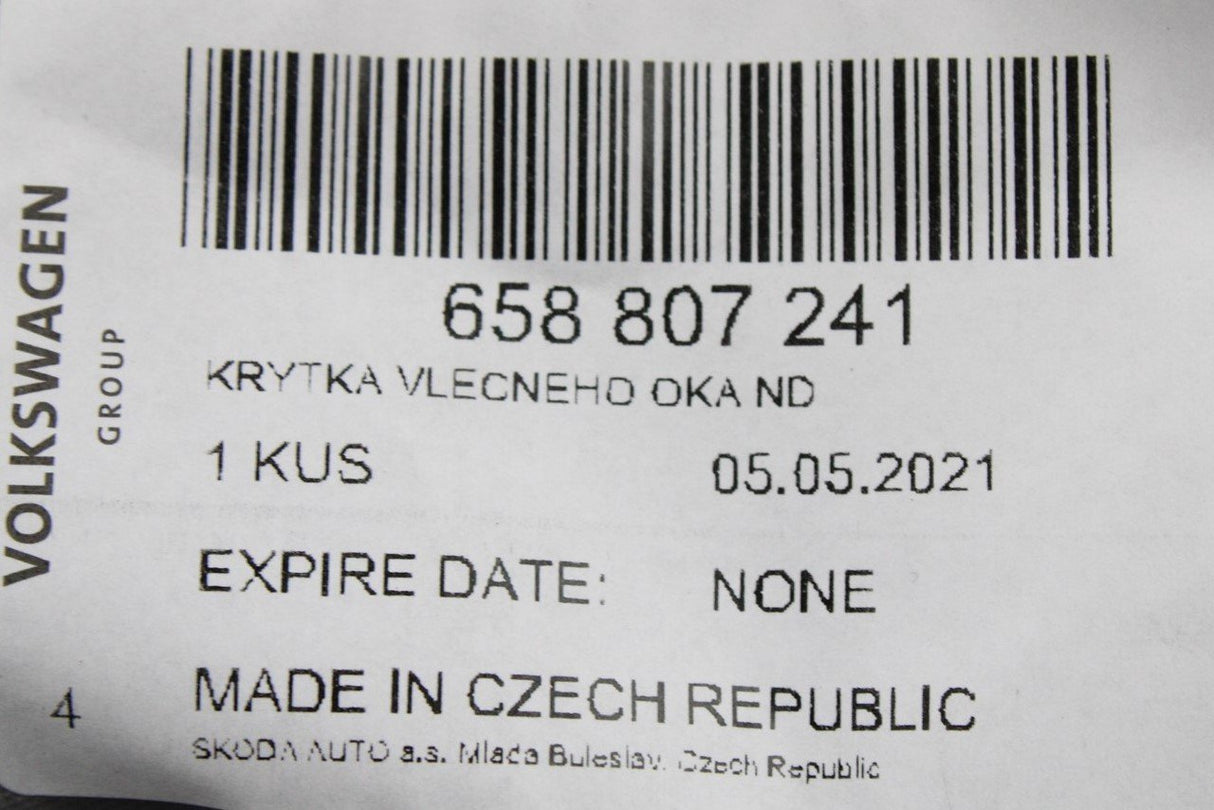 658 807 241
KRYTKA VLECNEHO OKA ND
1 KUS 05.05.2021
EXPIRE DATE: NONE
MADE IN CZECH REPUBLIC
SKODA AUTO a.s. Mlada Boleslav. Czech Republic
VOLKSWAGEN
GROUP
4